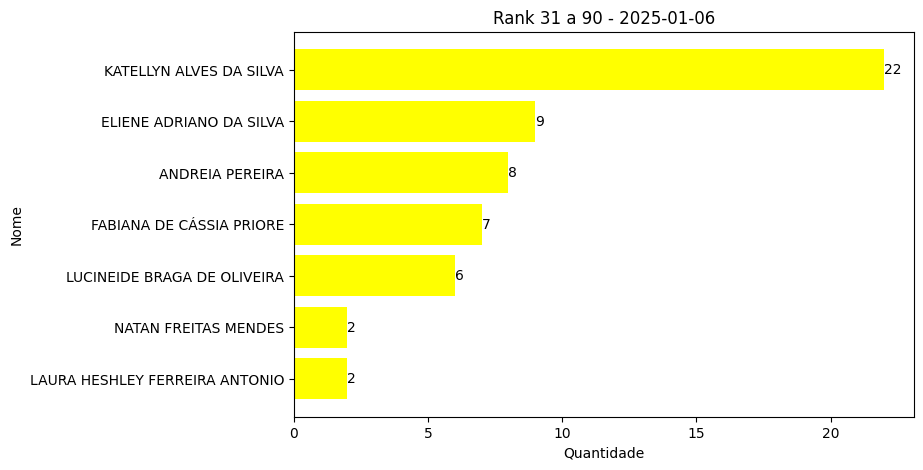 Rank 31 a 90 - 2025-01-06
KATELLYN ALVES DA SILVA
22
ELIENE ADRIANO DA SILVA
9
ANDREIA PEREIRA
8
FABIANA DE CÁSSIA PRIORE
7
LUCINEIDE BRAGA DE OLIVEIRA
6
NATAN FREITAS MENDES
2
LAURA HESHLEY FERREIRA ANTONIO
2
Nome
0 5 10 15 20
Quantidade